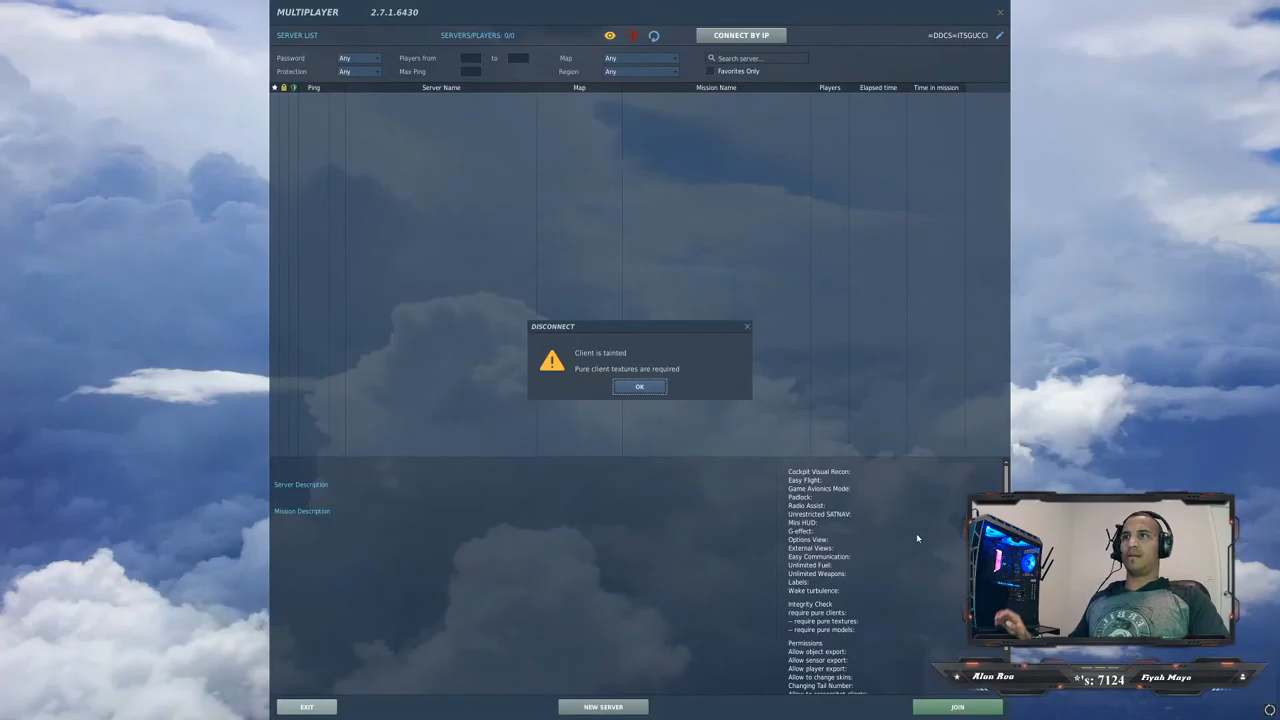 MULTIPLAYER 2.7.1.6430
SERVER LIST SERVERS/PLAYERS: 0/0 CONNECT BY IP =DDCS=ITSGUCCI
Password Any Players from to Map Any Search server...
Protection Any Max Ping Region Any Favorites Only
Ping Server Name Map Mission Name Players Elapsed time Time in mission
DISCONNECT
Client is tainted
Pure client textures are required
OK
Server Description
Mission Description
Cockpit Visual Recon:
Easy Flight:
Game Avionics Mode:
Padlock:
Radio Assist:
Unrestricted SATNAV:
Mini HUD:
G-effect:
Options View:
External Views:
Easy Communication:
Unlimited Fuel:
Unlimited Weapons:
Labels:
Wake turbulence:
Integrity Check
require pure clients:
-- require pure textures:
-- require pure models:
Permissions
Allow object export:
Allow sensor export:
Allow player export:
Allow to change skins:
Changing Tail Number:
Allow to screenshot clients:
*'s: 7124 Fiyah Mayo
EXIT NEW SERVER JOIN